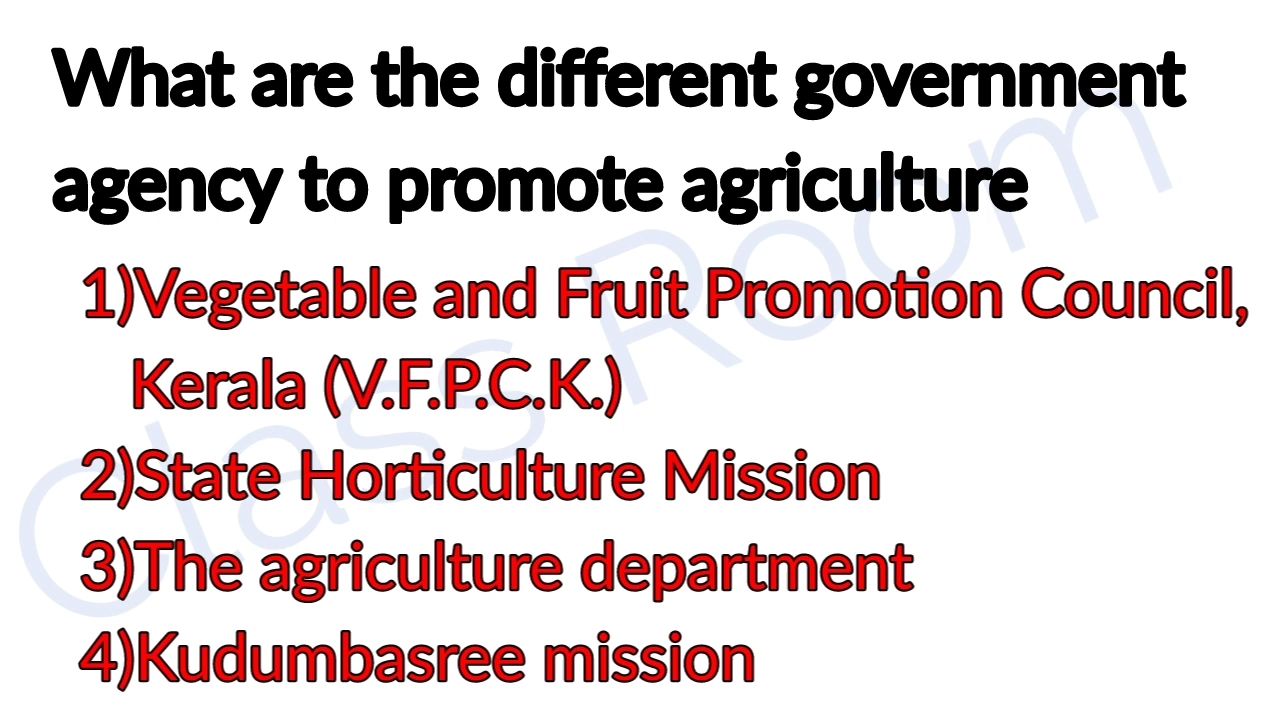 What are the different government
agency to promote agriculture
1)Vegetable and Fruit Promotion Council,
Kerala (V.F.P.C.K.)
2)State Horticulture Mission
3)The agriculture department
4)Kudumbasree mission
Class Room